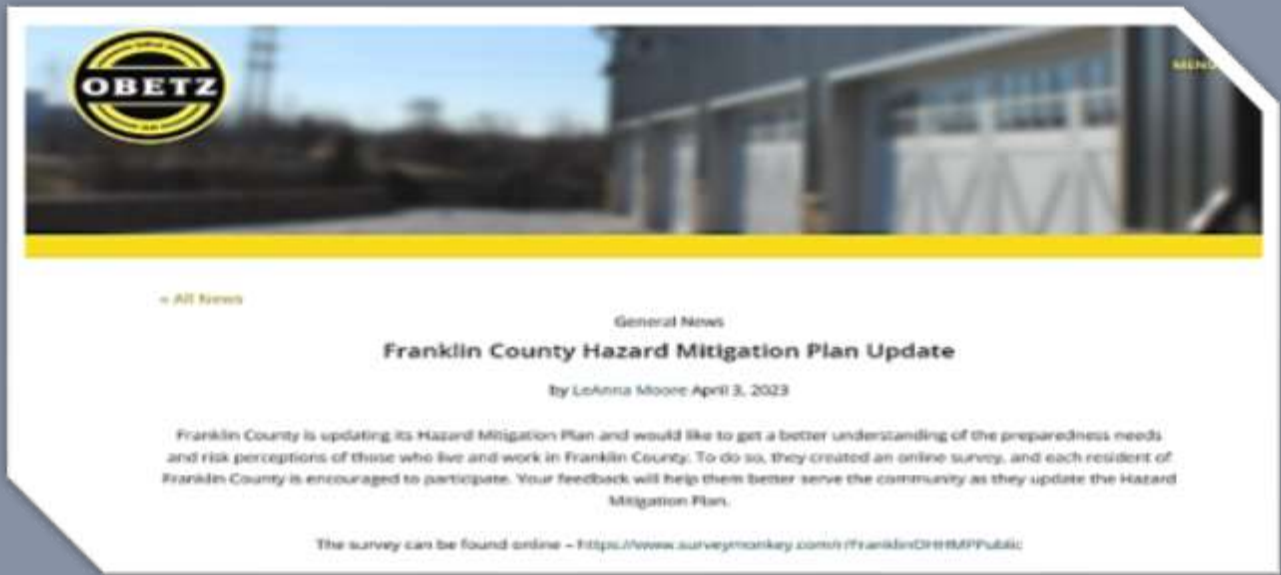 OBETZ
MENU
« All News
General News
Franklin County Hazard Mitigation Plan Update
by LeAnna Moore April 3, 2023
Franklin County is updating its Hazard Mitigation Plan and would like to get a better understanding of the preparedness needs
and risk perceptions of those who live and work in Franklin County. To do so, they created an online survey, and each resident of
Franklin County is encouraged to participate. Your feedback will help them better serve the community as they update the Hazard
Mitigation Plan.
The survey can be found online – https://www.surveymonkey.com/r/FranklinOHHMPPublic